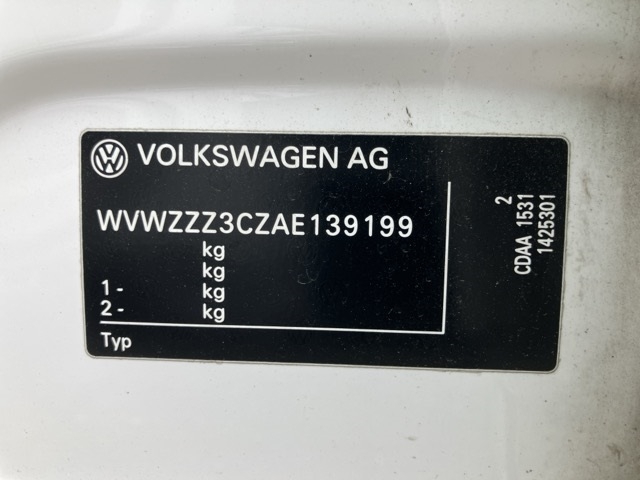 VOLKSWAGEN AG
WVWZZZ3CZAE139199
kg
kg
1 - kg
2 - kg
Typ
2
CDAA 1531
1425301